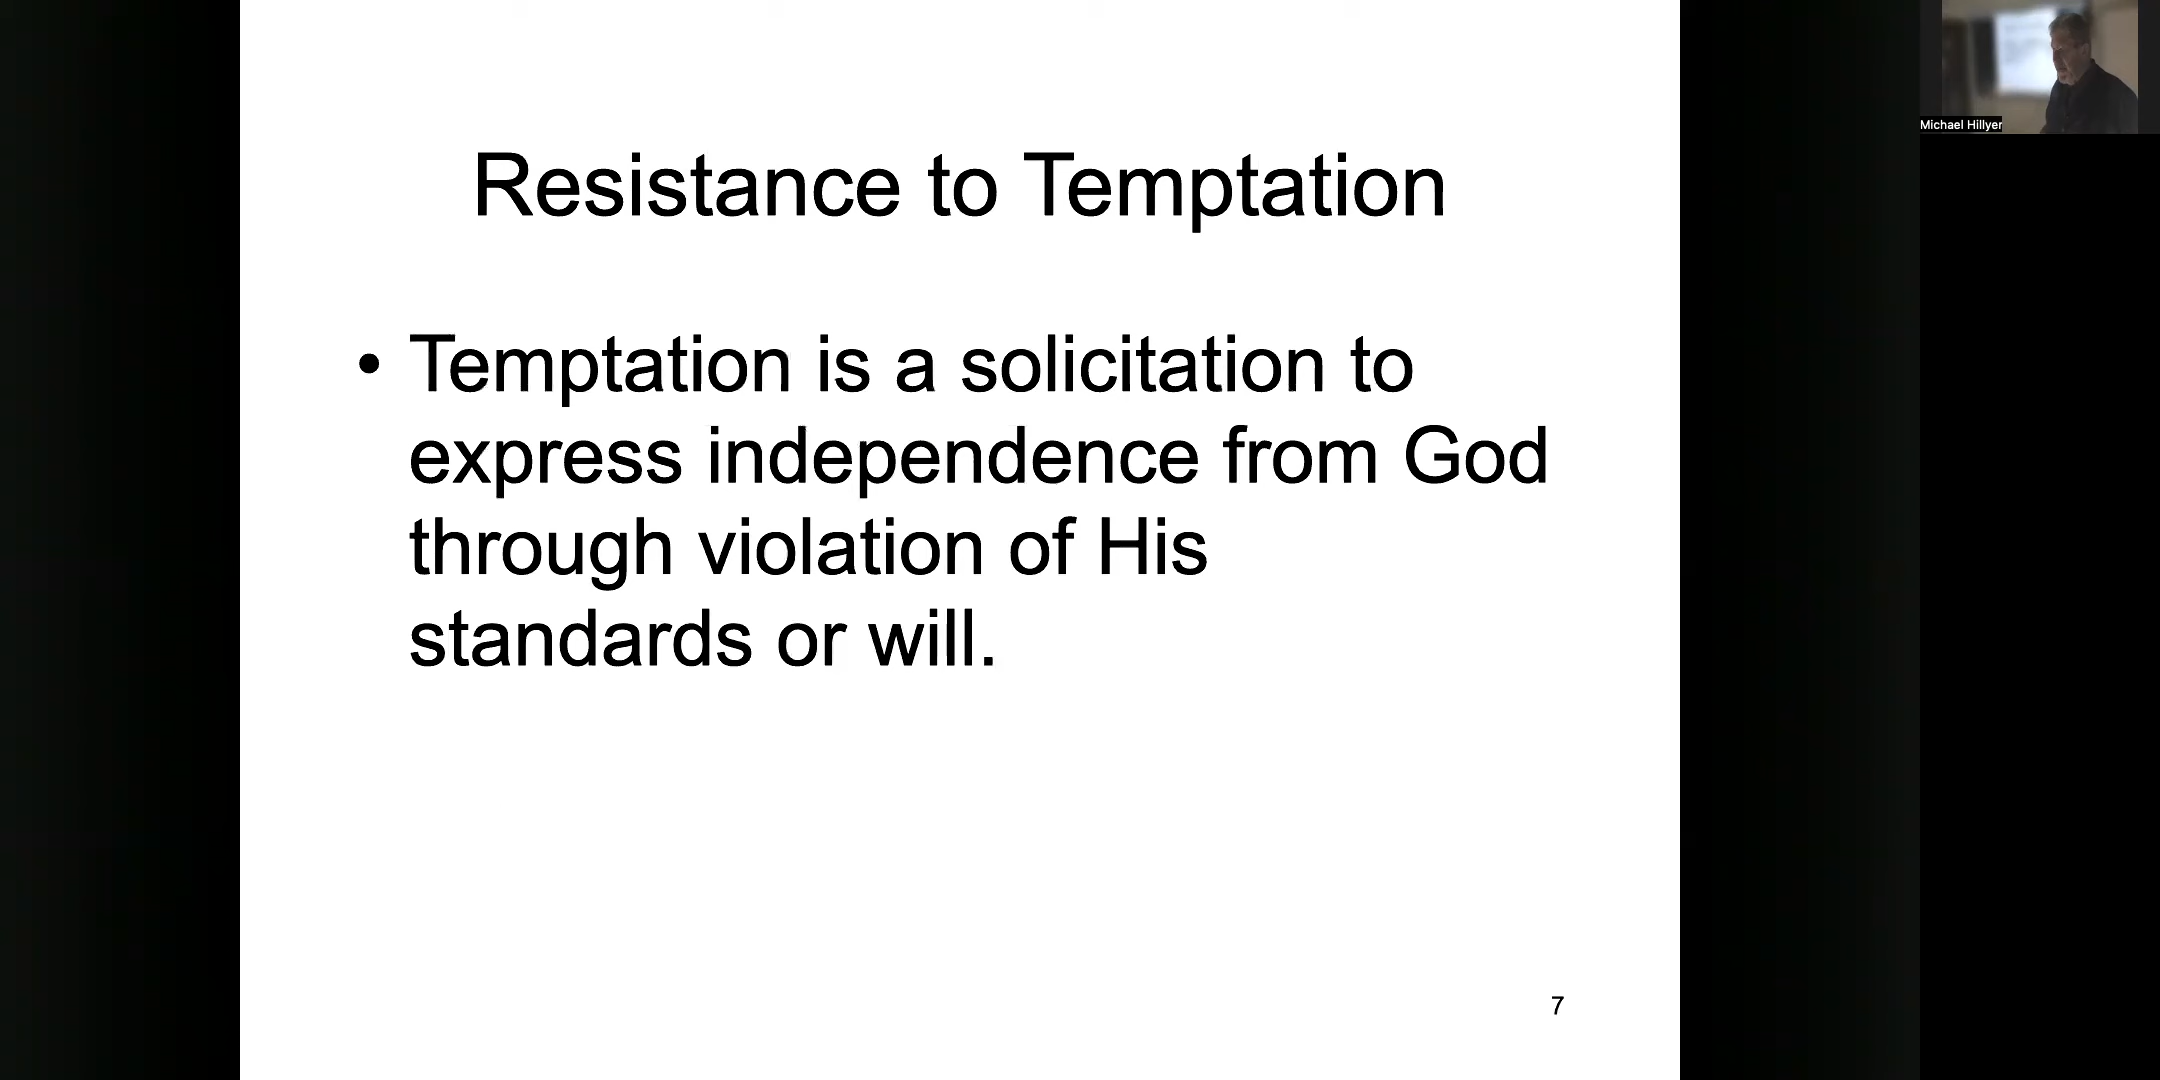 Resistance to Temptation
• Temptation is a solicitation to
express independence from God
through violation of His
standards or will.
7
Michael Hillyer